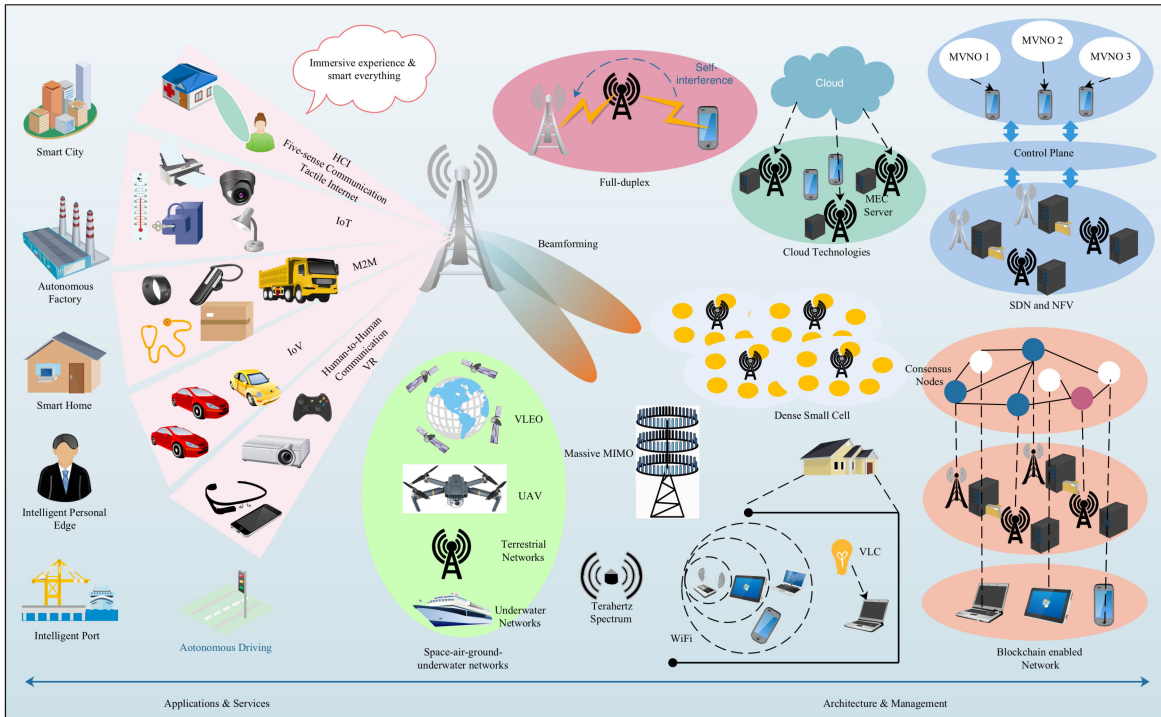 Immersive experience &
smart everything
Smart City
Autonomous
Factory
Smart Home
Intelligent Personal
Edge
Intelligent Port
Aotonomous Driving
HCI
Five-sense Communication
Tactile Internet
IoT
M2M
IoV
Human-to-Human
Communication
VR
Beamforming
Self-
interference
Full-duplex
Cloud
MEC
Server
Cloud Technologies
MVNO 1
MVNO 2
MVNO 3
Control Plane
SDN and NFV
Dense Small Cell
Massive MIMO
VLEO
UAV
Terrestrial
Networks
Underwater
Networks
Space-air-ground-
underwater networks
Terahertz
Spectrum
WiFi
VLC
Consensus
Nodes
Blockchain enabled
Network
Applications & Services
Architecture & Management